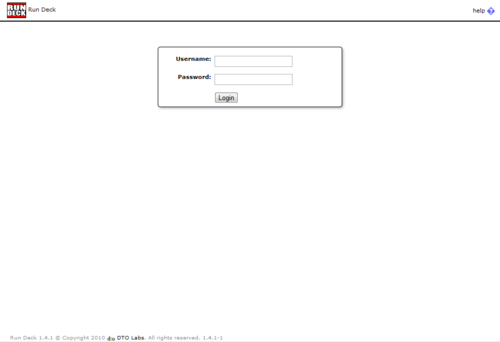 RUN DECK Run Deck help ?
Username:
Password:
Login
Run Deck 1.4.1 © Copyright 2010 dto DTO Labs. All rights reserved. 1.4.1-1